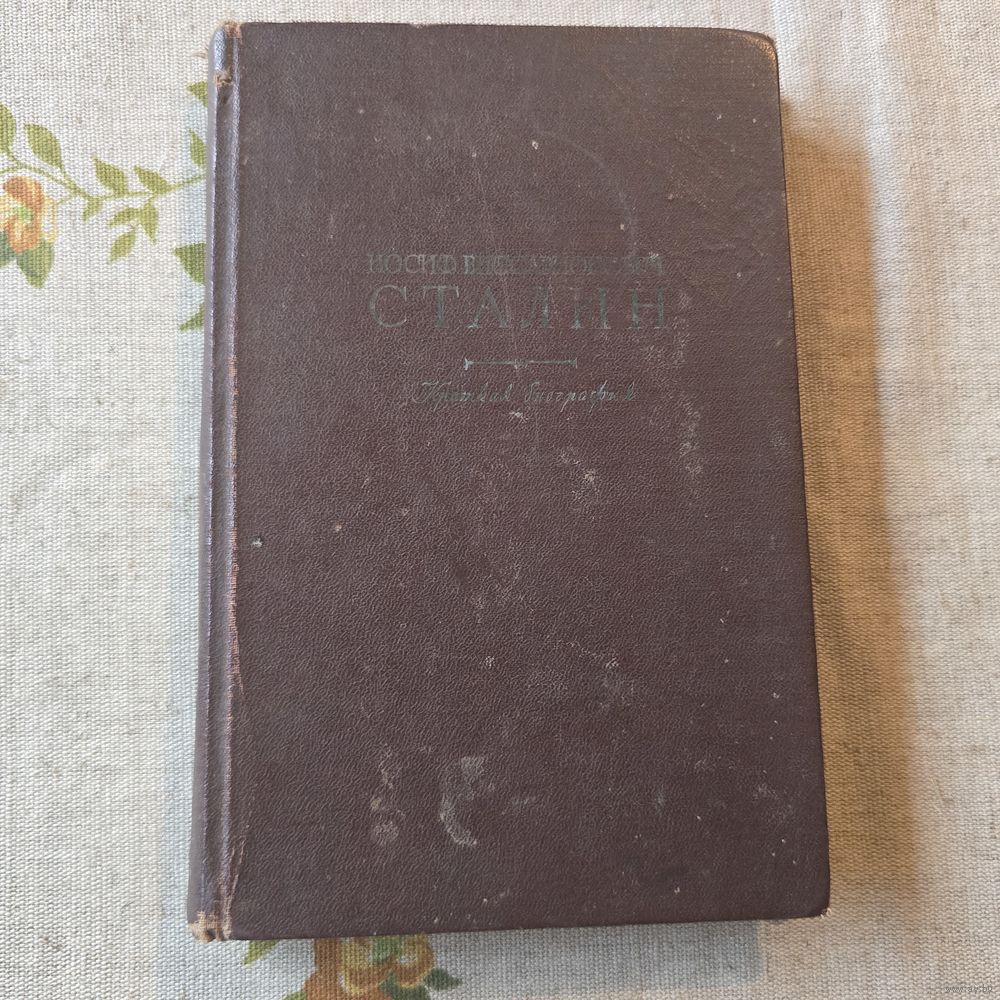 ИОСИФ ВИССАРИОНОВИЧ
СТАЛИН
Краткая биография